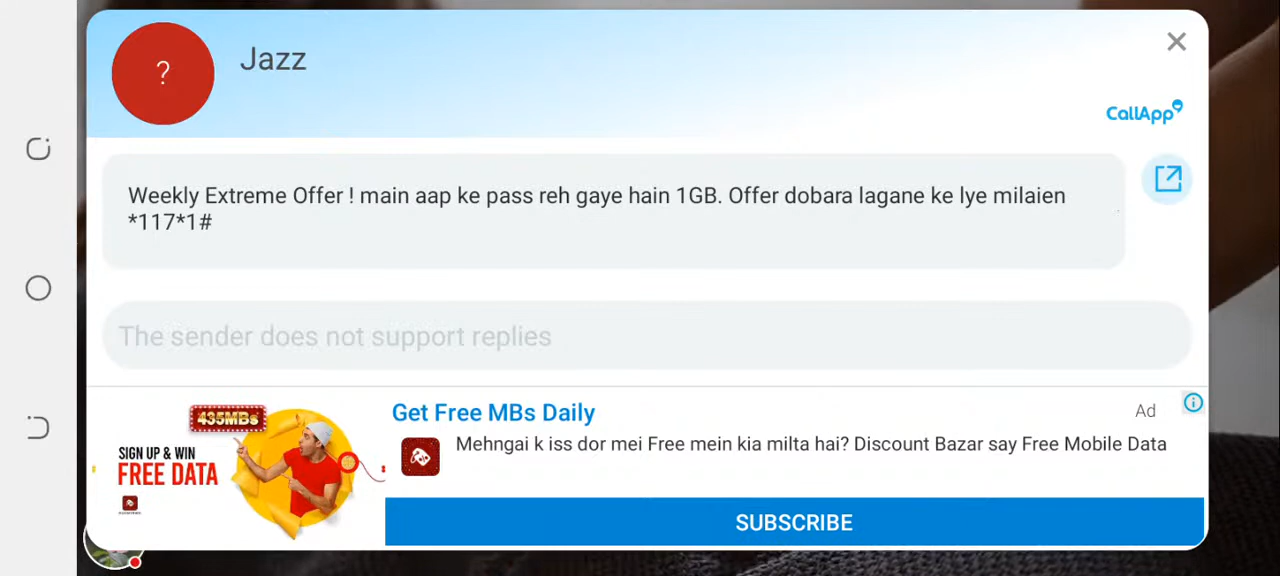 ?
Jazz
CallApp
Weekly Extreme Offer ! main aap ke pass reh gaye hain 1GB. Offer dobara lagane ke lye milaien
*117*1#
The sender does not support replies
435MBs
SIGN UP & WIN
FREE DATA
Get Free MBs Daily
Ad
Mehngai k iss dor mei Free mein kia milta hai? Discount Bazar say Free Mobile Data
SUBSCRIBE